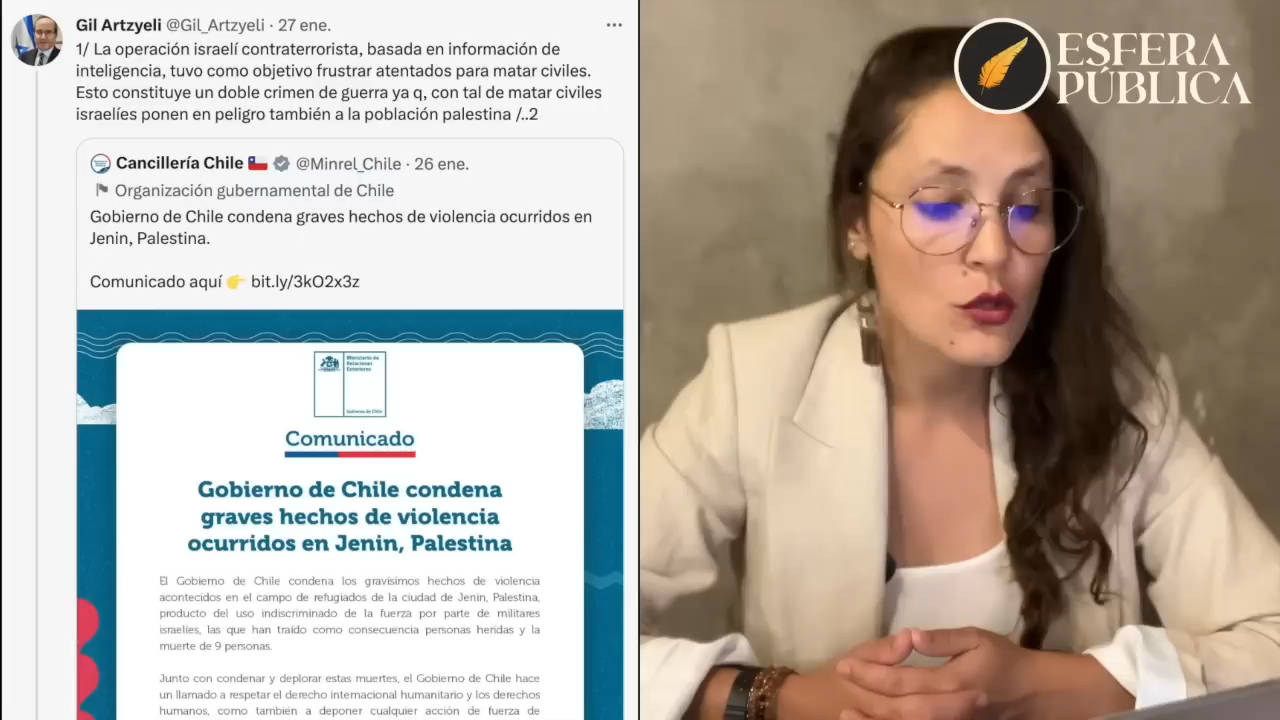 Gil Artzyeli @Gil_Artzyeli · 27 ene.
1/ La operación israelí contraterrorista, basada en información de
inteligencia, tuvo como objetivo frustrar atentados para matar civiles.
Esto constituye un doble crimen de guerra ya q, con tal de matar civiles
israelíes ponen en peligro también a la población palestina /..2
Cancillería Chile @Minrel_Chile · 26 ene.
Organización gubernamental de Chile
Gobierno de Chile condena graves hechos de violencia ocurridos en
Jenin, Palestina.
Comunicado aquí 👉 bit.ly/3kO2x3z
Ministerio de
Relaciones
Exteriores
Gobierno de Chile
Comunicado
Gobierno de Chile condena
graves hechos de violencia
ocurridos en Jenin, Palestina
El Gobierno de Chile condena los gravísimos hechos de violencia
acontecidos en el campo de refugiados de la ciudad de Jenin, Palestina,
producto del uso indiscriminado de la fuerza por parte de militares
israelíes, las que han traído como consecuencia personas heridas y la
muerte de 9 personas.
Junto con condenar y deplorar estas muertes, el Gobierno de Chile hace
un llamado a respetar el derecho internacional humanitario y los derechos
humanos, como también a deponer cualquier acción de fuerza de
ESFERA
PÚBLICA